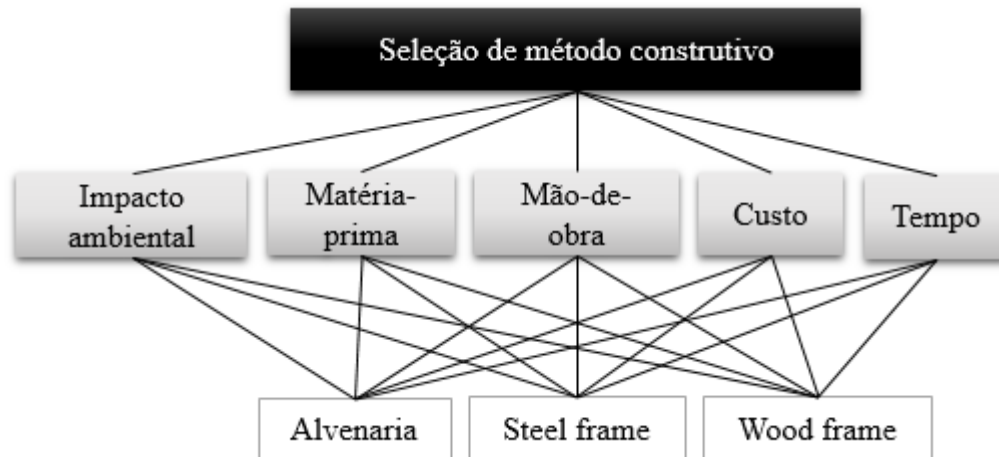 Seleção de método construtivo
Impacto
ambiental
Matéria-
prima
Mão-de-
obra
Custo
Tempo
Alvenaria
Steel frame
Wood frame